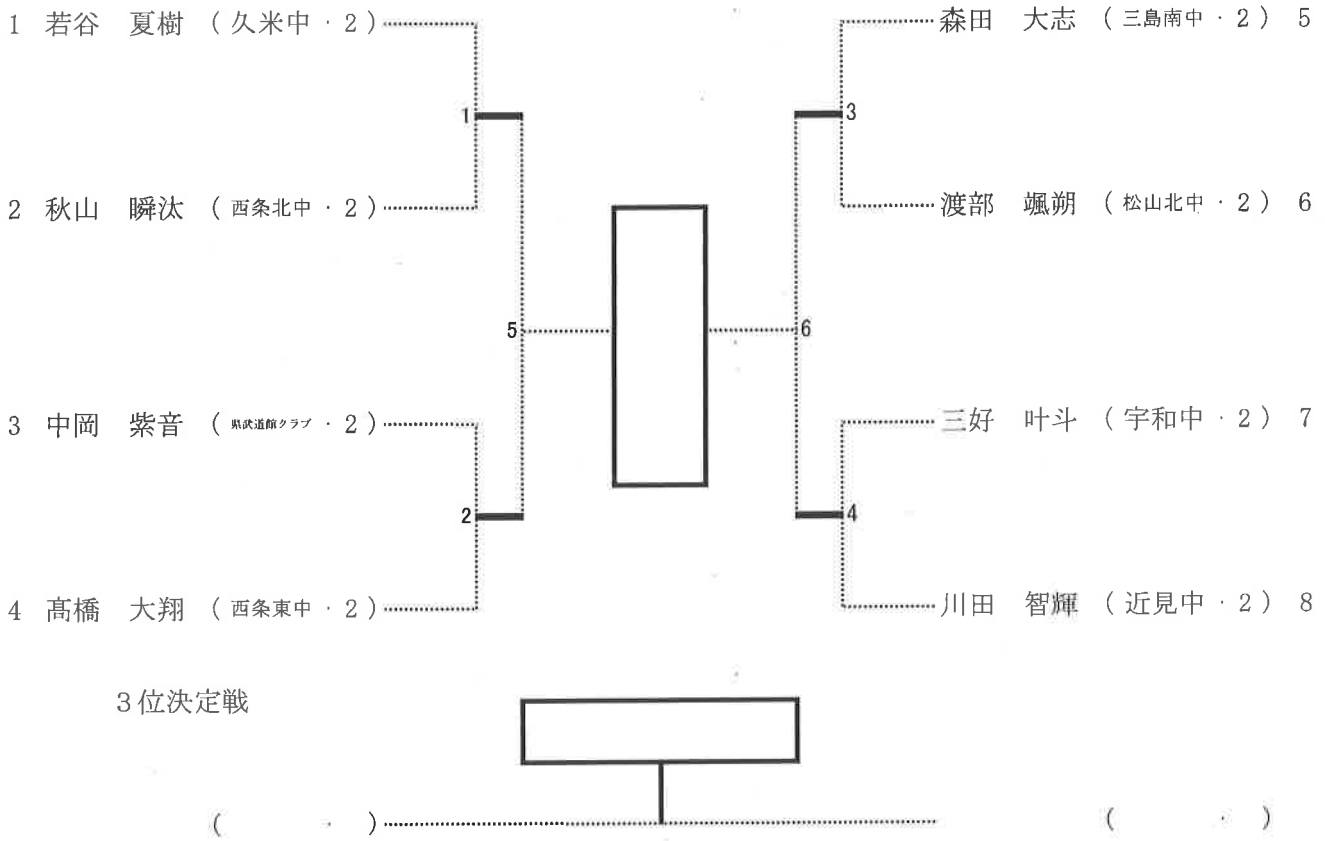 1 若谷 夏樹 (久米中・2)
森田 大志 (三島南中・2) 5
1
3
2 秋山 瞬汰 (西条北中・2)
渡部 颯朔 (松山北中・2) 6
5
6
3 中岡 紫音 (県武道館クラブ・2)
三好 叶斗 (宇和中・2) 7
2
4
4 髙橋 大翔 (西条東中・2)
川田 智輝 (近見中・2) 8
3位決定戦
( ・ )
( ・ )